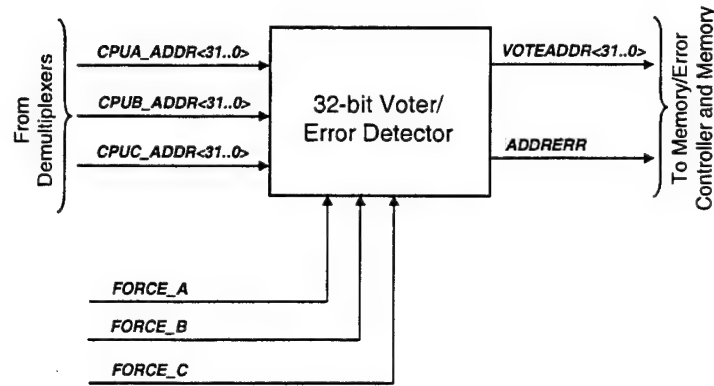 From
Demultiplexers
CPUA_ADDR<31..0>
CPUB_ADDR<31..0>
CPUC_ADDR<31..0>
32-bit Voter/
Error Detector
VOTEADDR<31..0>
ADDRERR
To Memory/Error
Controller and Memory
FORCE_A
FORCE_B
FORCE_C